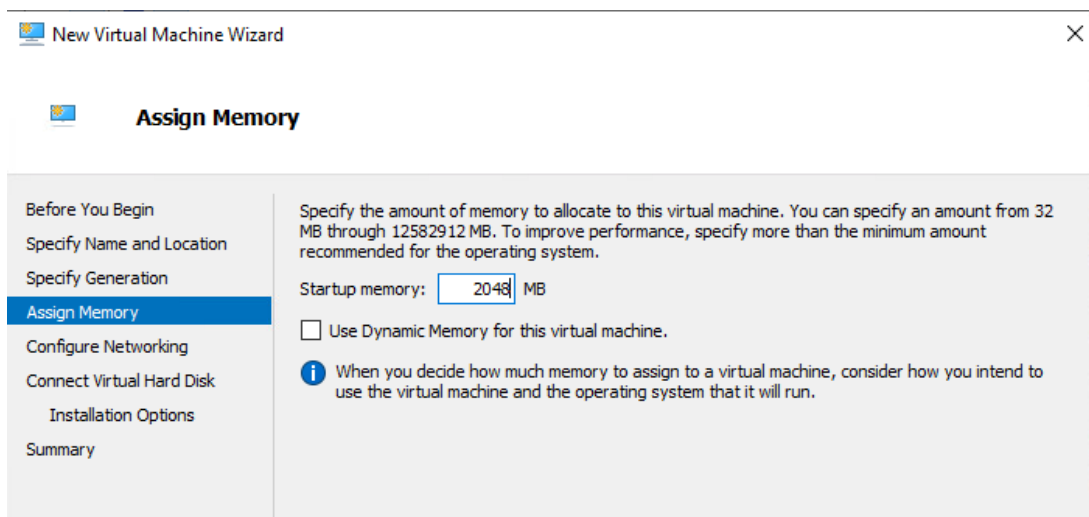 New Virtual Machine Wizard
Assign Memory
Before You Begin
Specify Name and Location
Specify Generation
Assign Memory
Configure Networking
Connect Virtual Hard Disk
Installation Options
Summary
Specify the amount of memory to allocate to this virtual machine. You can specify an amount from 32
MB through 12582912 MB. To improve performance, specify more than the minimum amount
recommended for the operating system.
Startup memory: 2048 MB
Use Dynamic Memory for this virtual machine.
When you decide how much memory to assign to a virtual machine, consider how you intend to
use the virtual machine and the operating system that it will run.